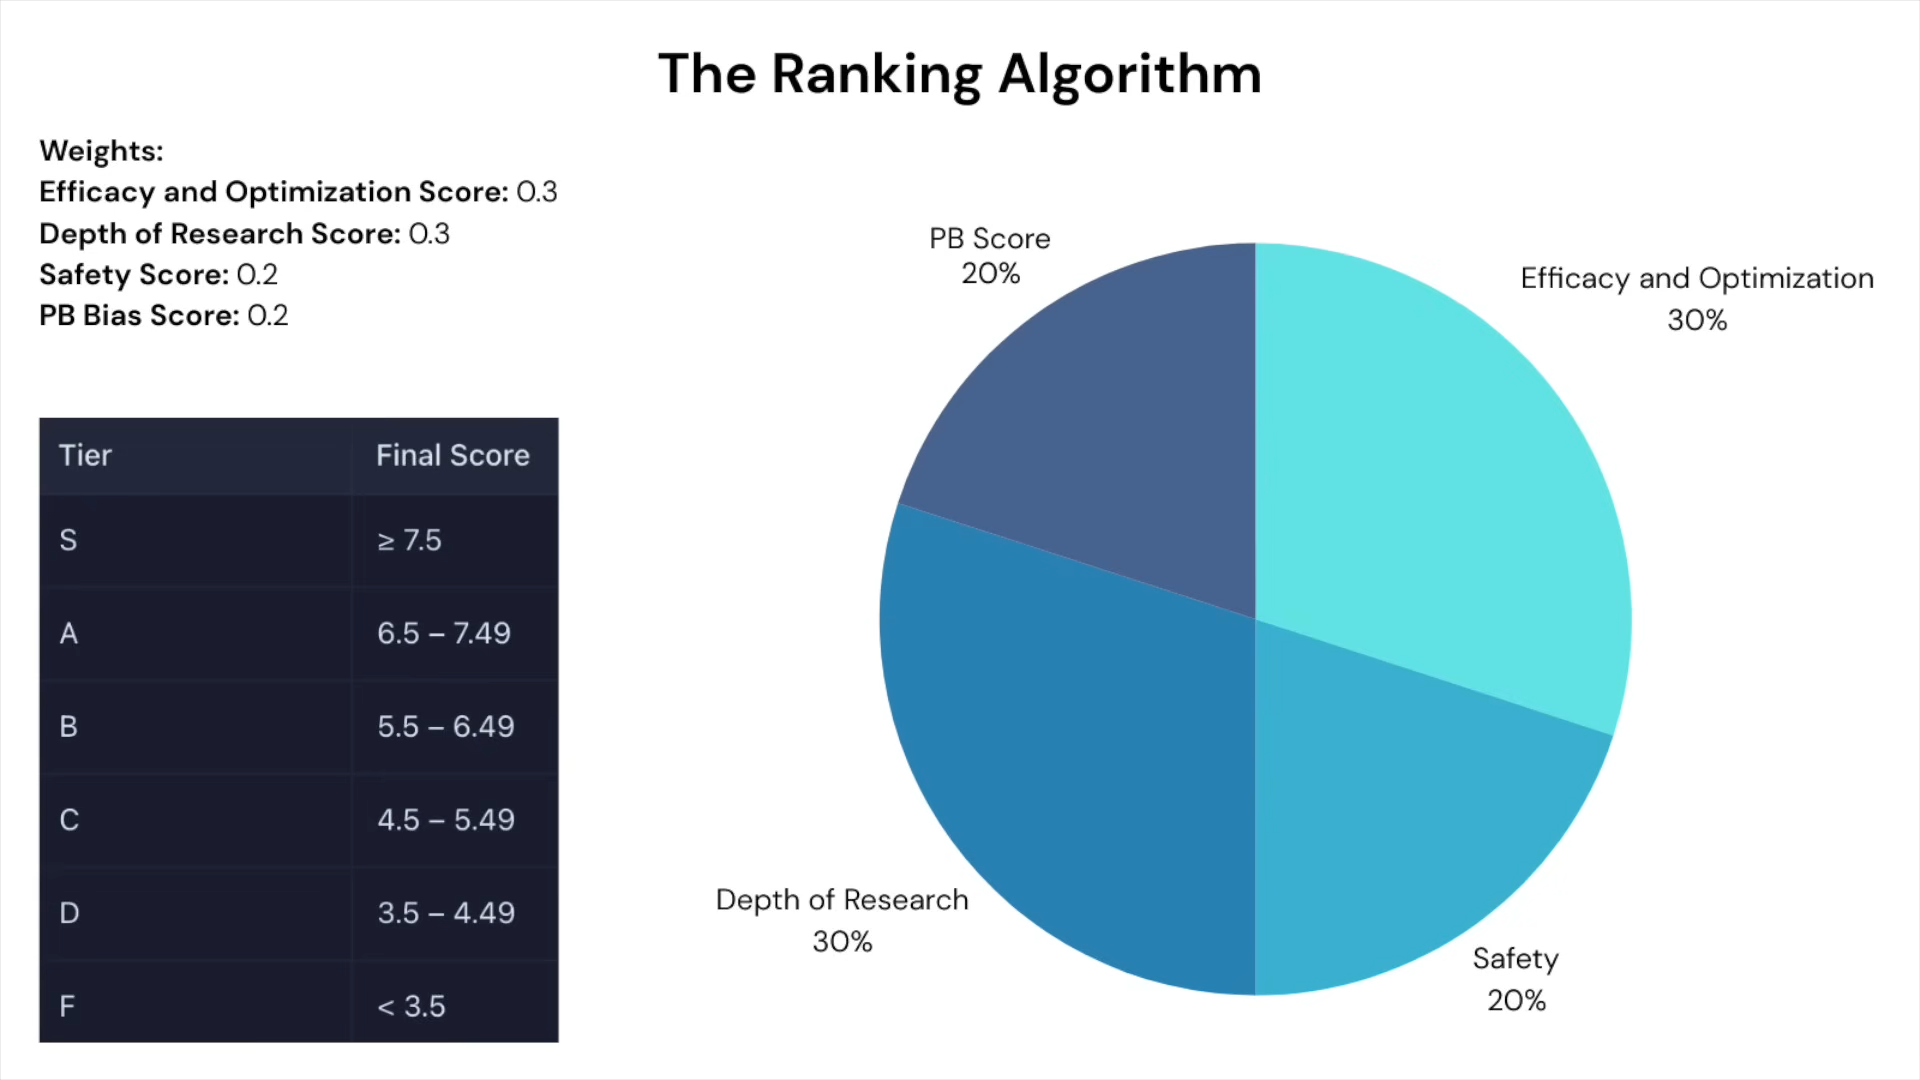 The Ranking Algorithm
Weights:
Efficacy and Optimization Score: 0.3
Depth of Research Score: 0.3
Safety Score: 0.2
PB Bias Score: 0.2
Tier Final Score
S ≥ 7.5
A 6.5 – 7.49
B 5.5 – 6.49
C 4.5 – 5.49
D 3.5 – 4.49
F < 3.5
PB Score
20%
Efficacy and Optimization
30%
Depth of Research
30%
Safety
20%